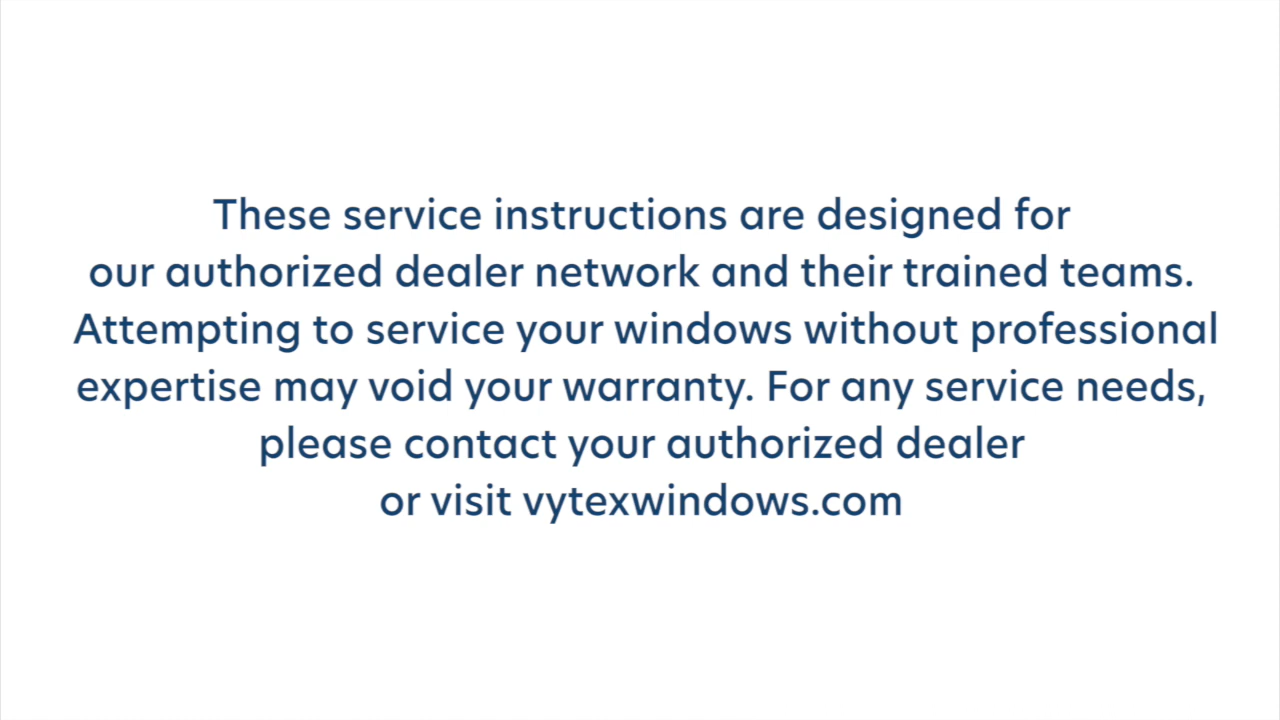 These service instructions are designed for
our authorized dealer network and their trained teams.
Attempting to service your windows without professional
expertise may void your warranty. For any service needs,
please contact your authorized dealer
or visit vytexwindows.com